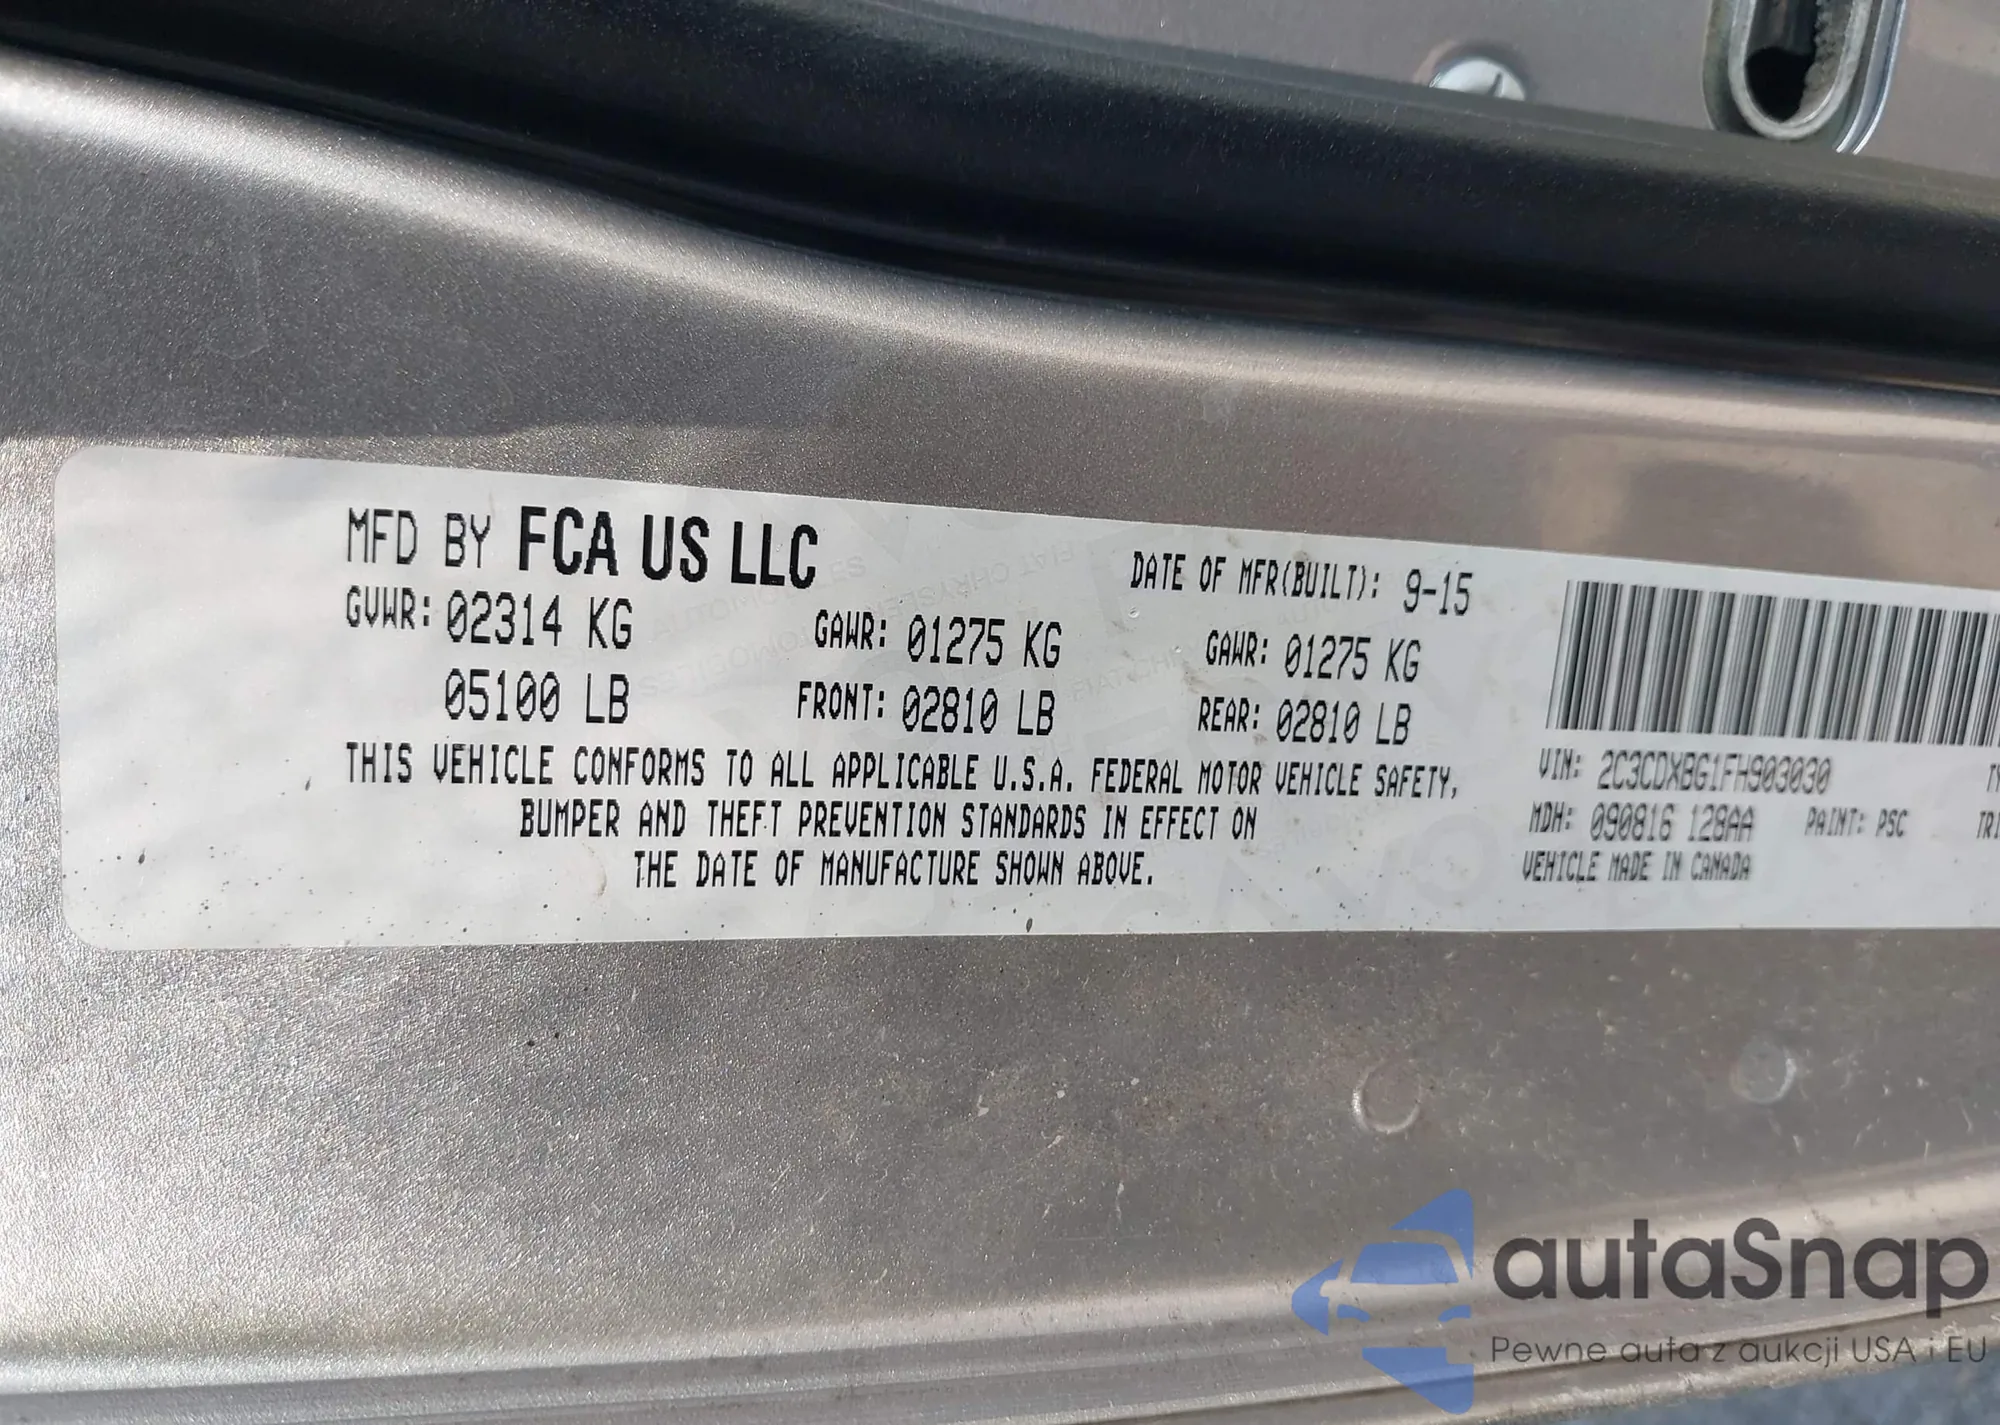 MFD BY FCA US LLC
DATE OF MFR(BUILT): 9-15
GVWR: 02314 KG GAWR: 01275 KG GAWR: 01275 KG
05100 LB FRONT: 02810 LB REAR: 02810 LB
THIS VEHICLE CONFORMS TO ALL APPLICABLE U.S.A. FEDERAL MOTOR VEHICLE SAFETY,
BUMPER AND THEFT PREVENTION STANDARDS IN EFFECT ON
THE DATE OF MANUFACTURE SHOWN ABOVE.
VIN: 2C3CDXBG1FH903030
MDH: 090816 128AA PAINT: PSC
VEHICLE MADE IN CANADA
autaSnap
Pewne auta z aukcji USA i EU